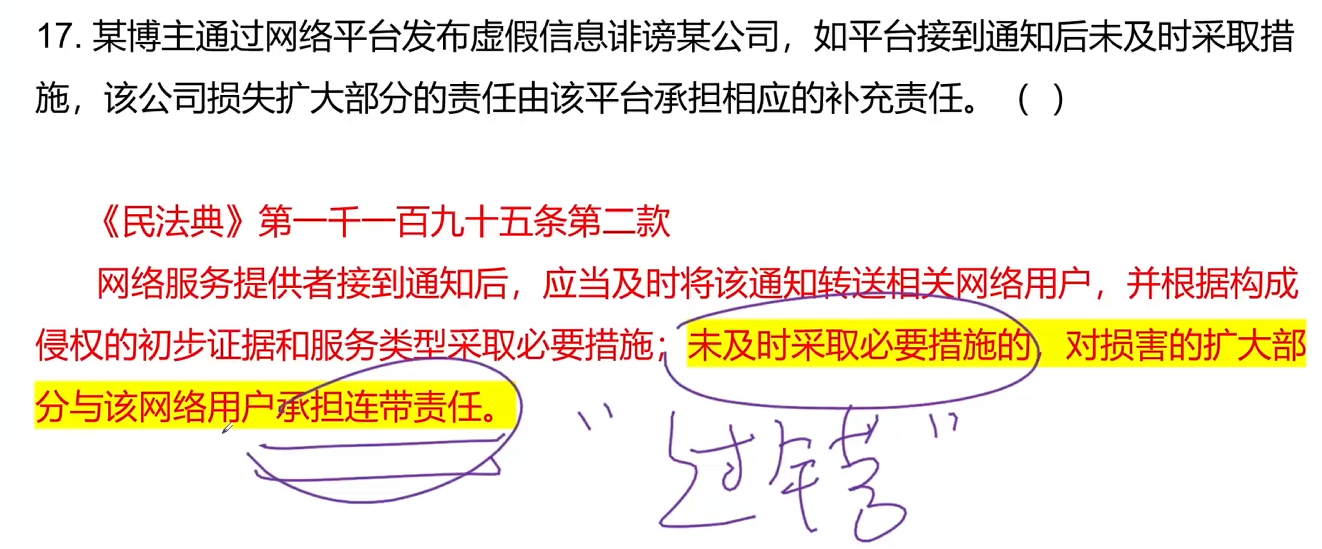 17. 某博主通过网络平台发布虚假信息诽谤某公司，如平台接到通知后未及时采取措
施，该公司损失扩大部分的责任由该平台承担相应的补充责任。（ ）
《民法典》第一千一百九十五条第二款
网络服务提供者接到通知后，应当及时将该通知转送相关网络用户，并根据构成
侵权的初步证据和服务类型采取必要措施；未及时采取必要措施的，对损害的扩大部
分与该网络用户承担连带责任。